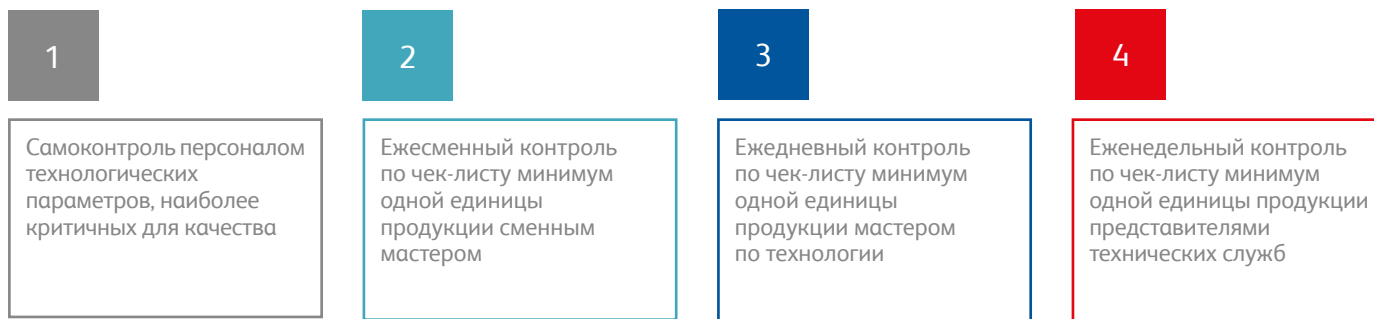 1
Самоконтроль персоналом
технологических
параметров, наиболее
критичных для качества
2
Ежесменный контроль
по чек-листу минимум
одной единицы
продукции сменным
мастером
3
Ежедневный контроль
по чек-листу минимум
одной единицы
продукции мастером
по технологии
4
Еженедельный контроль
по чек-листу минимум
одной единицы продукции
представителями
технических служб